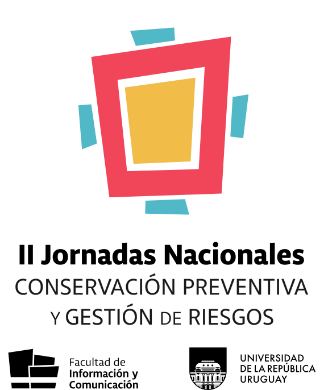 II Jornadas Nacionales
CONSERVACIÓN PREVENTIVA
Y GESTIÓN DE RIESGOS
Facultad de
Información y
Comunicación
UNIVERSIDAD
DE LA REPÚBLICA
URUGUAY